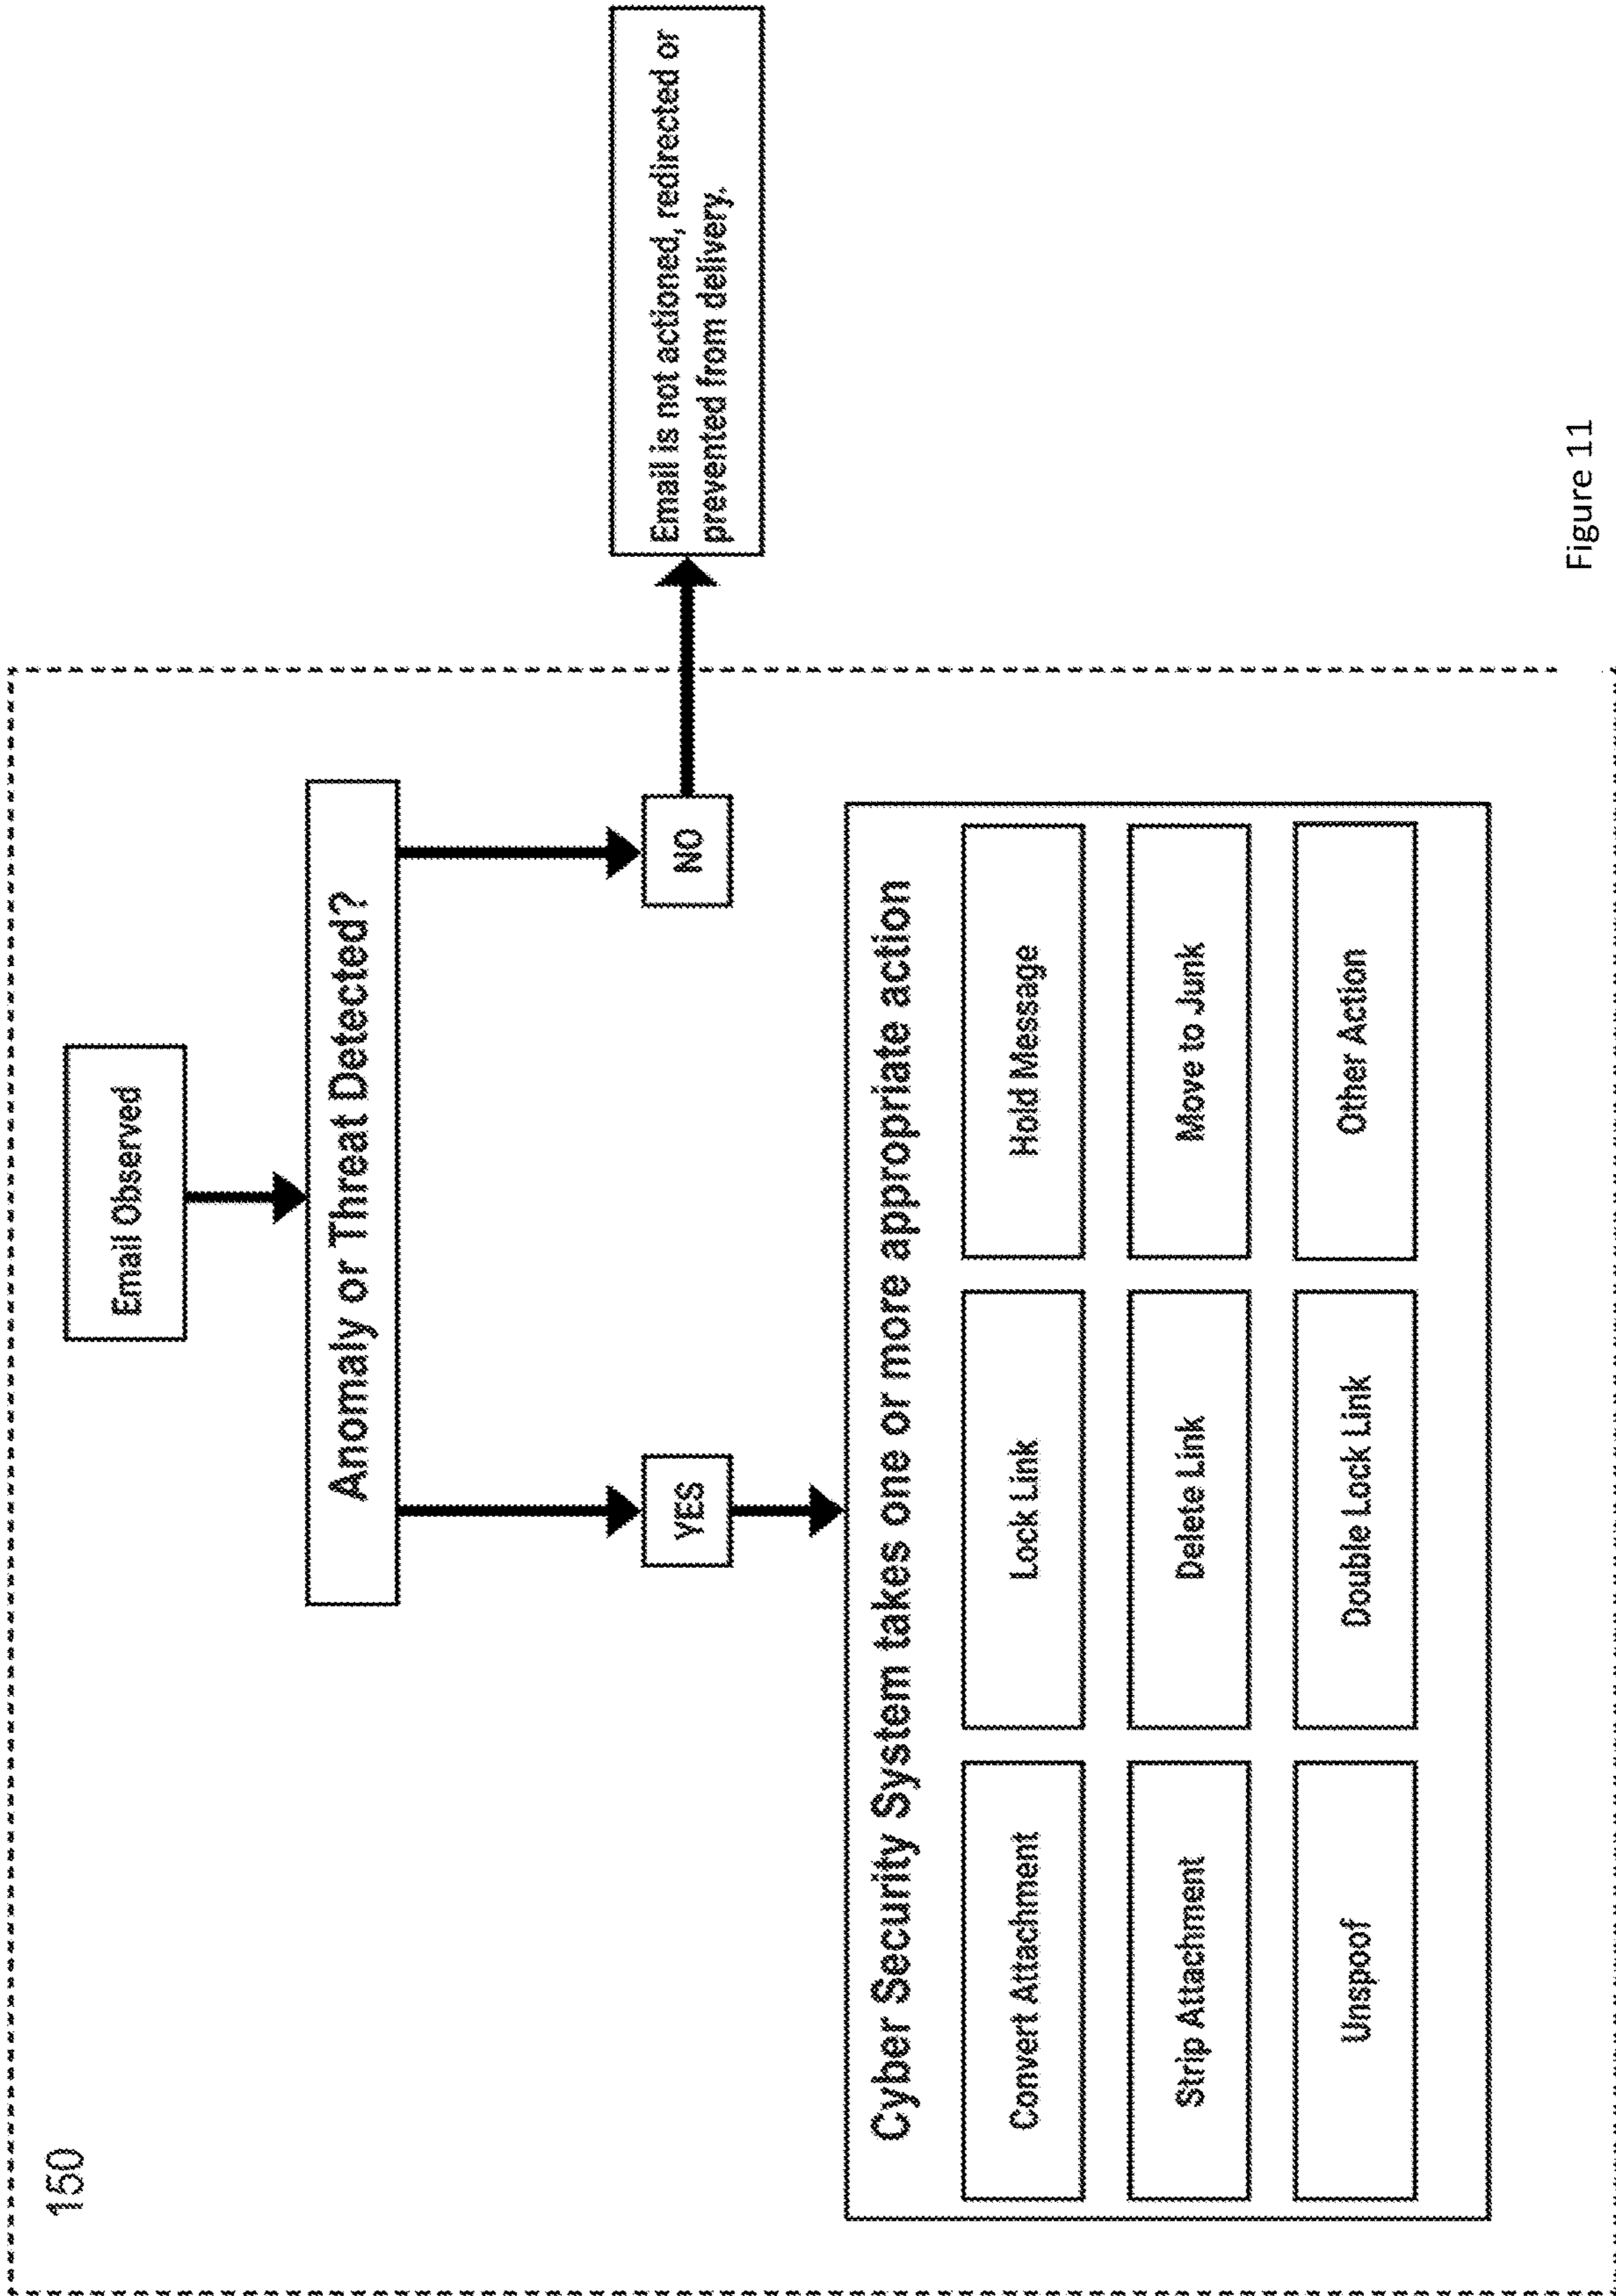 150
Email Observed
Anomaly or Threat Detected?
YES
NO
Email is not actioned, redirected or
prevented from delivery.
Cyber Security System takes one or more appropriate action
Convert Attachment
Lock Link
Hold Message
Strip Attachment
Delete Link
Move to Junk
Unspoof
Double Lock Link
Other Action
Figure 11